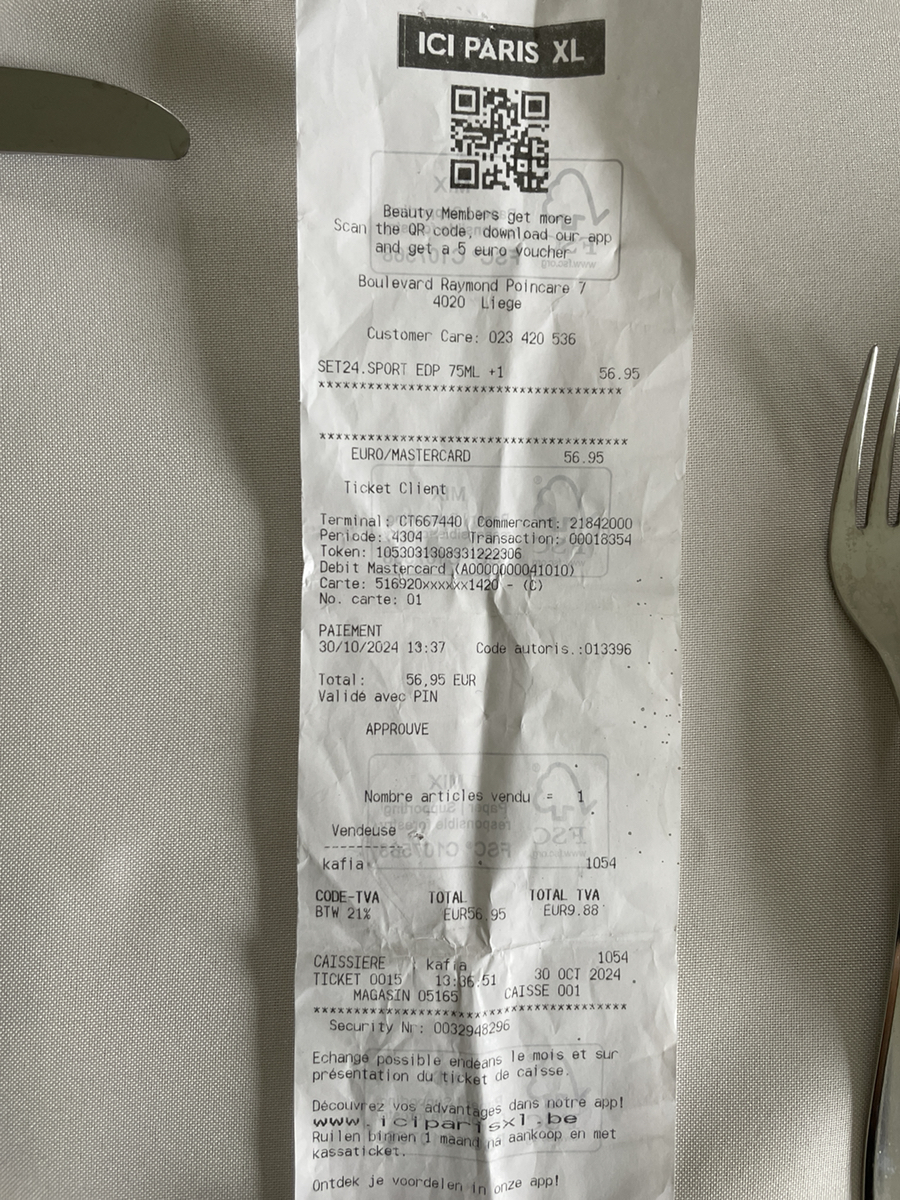 ICI PARIS XL
Beauty Members get more
Scan the QR code, download our app
and get a 5 euro voucher
Boulevard Raymond Poincare 7
4020 Liege
Customer Care: 023 420 536
SET24.SPORT EDP 75ML +1 56.95
**************************************
**************************************
EURO/MASTERCARD 56.95
Ticket Client
Terminal: CT667440 Commercant: 21842000
Periode: 4304 Transaction: 00018354
Token: 1053031308331222306
Debit Mastercard (A0000000041010)
Carte: 516920xxxxxx1420 - (C)
No. carte: 01
PAIEMENT
30/10/2024 13:37 Code autoris.:013396
Total: 56,95 EUR
Validé avec PIN
APPROUVE
Nombre articles vendu = 1
Vendeuse
----------
kafia 1054
CODE-TVA TOTAL TOTAL TVA
BTW 21% EUR56.95 EUR9.88
CAISSIERE kafia 1054
TICKET 0015 13:36:51 30 OCT 2024
MAGASIN 05165 CAISSE 001
**************************************
Security Nr: 0032948296
Echange possible endéans le mois et sur
présentation du ticket de caisse.
Découvrez vos advantages dans notre app!
www.iciparisxl.be
Ruilen binnen 1 maand na aankoop en met
kassaticket.
Ontdek je voordelen in onze app!